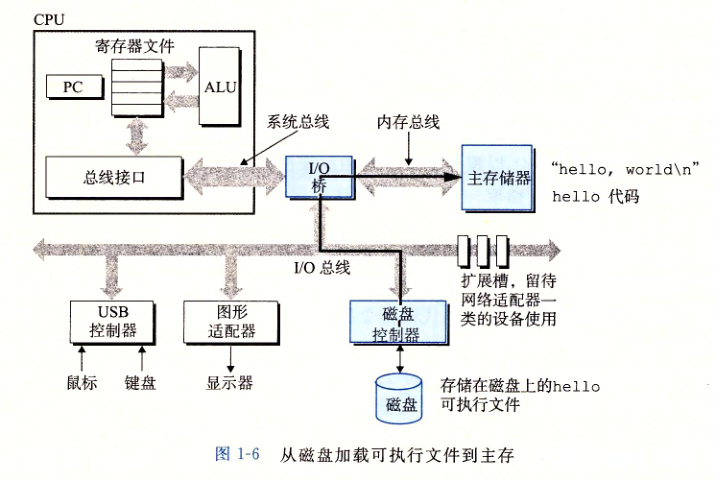 CPU
寄存器文件
PC
ALU
系统总线
内存总线
总线接口
I/O
桥
主存储器
“hello, world\n”
hello 代码
I/O 总线
扩展槽，留待
网络适配器一
类的设备使用
USB
控制器
图形
适配器
磁盘
控制器
鼠标
键盘
显示器
磁盘
存储在磁盘上的hello
可执行文件
图 1-6 从磁盘加载可执行文件到主存